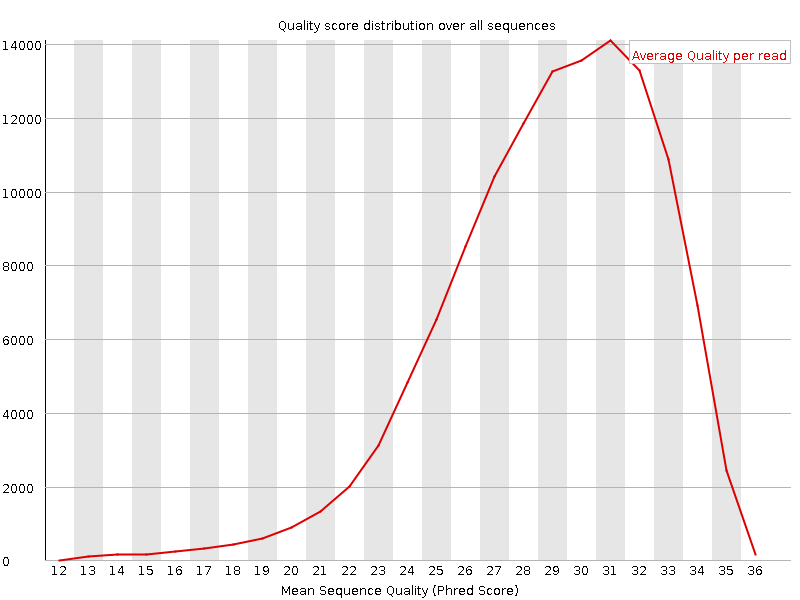 Quality score distribution over all sequences
Average Quality per read
14000
12000
10000
8000
6000
4000
2000
0
12 13 14 15 16 17 18 19 20 21 22 23 24 25 26 27 28 29 30 31 32 33 34 35 36
Mean Sequence Quality (Phred Score)